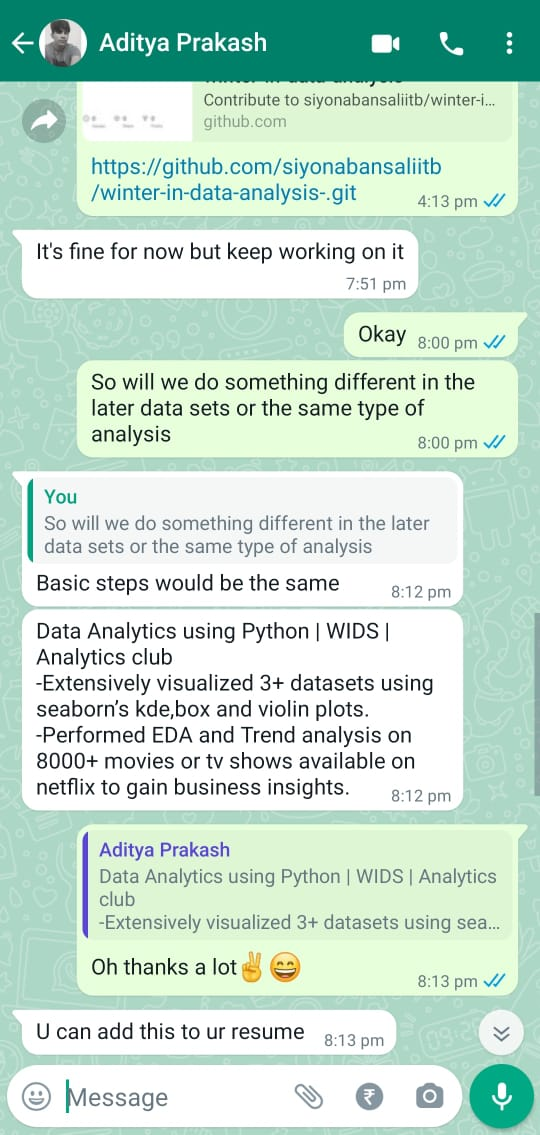 Aditya Prakash
Contribute to siyonabansaliitb/winter-i...
github.com
https://github.com/siyonabansaliitb
/winter-in-data-analysis-.git
4:13 pm
It's fine for now but keep working on it
7:51 pm
Okay 8:00 pm
So will we do something different in the
later data sets or the same type of
analysis
8:00 pm
You
So will we do something different in the later
data sets or the same type of analysis
Basic steps would be the same
8:12 pm
Data Analytics using Python | WIDS |
Analytics club
-Extensively visualized 3+ datasets using
seaborn’s kde,box and violin plots.
-Performed EDA and Trend analysis on
8000+ movies or tv shows available on
netflix to gain business insights.
8:12 pm
Aditya Prakash
Data Analytics using Python | WIDS | Analytics
club
-Extensively visualized 3+ datasets using sea...
Oh thanks a lot✌😄
8:13 pm
U can add this to ur resume 8:13 pm
Message